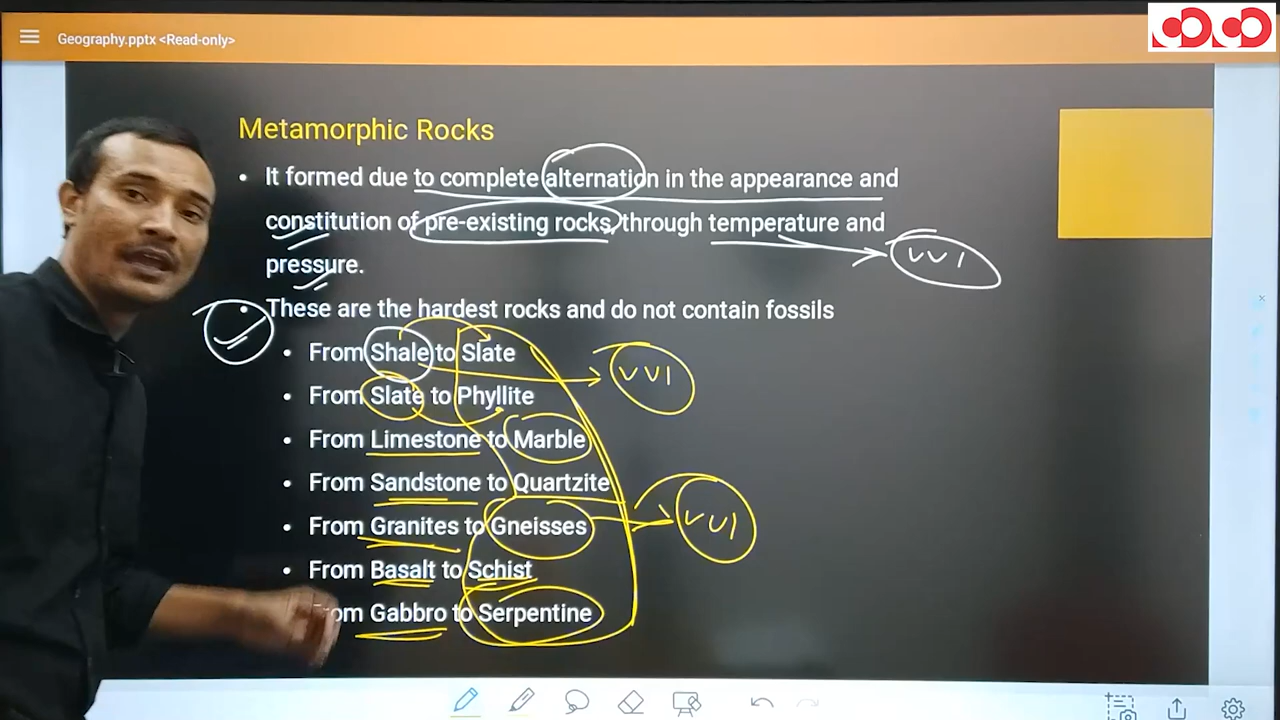 Geography.pptx <Read-only>
Metamorphic Rocks
• It formed due to complete alternation in the appearance and
constitution of pre-existing rocks, through temperature and
pressure.
VVI
• These are the hardest rocks and do not contain fossils
• From Shale to Slate
VVI
• From Slate to Phyllite
• From Limestone to Marble
• From Sandstone to Quartzite
• From Granites to Gneisses
VVI
• From Basalt to Schist
From Gabbro to Serpentine